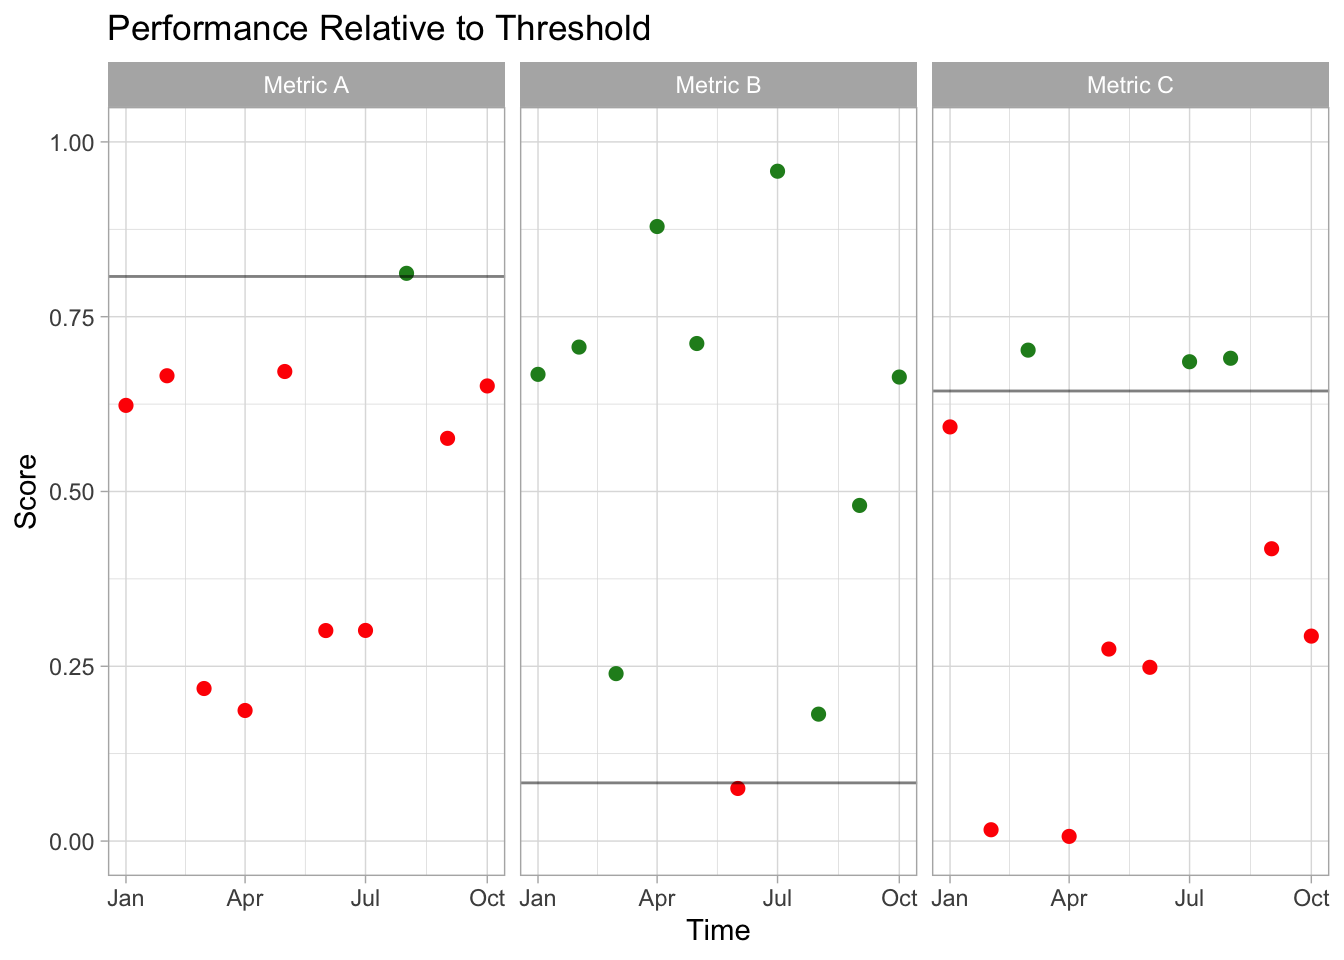 Performance Relative to Threshold
Metric A Metric B Metric C
1.00
0.75
0.50
0.25
0.00
Score
Jan Apr Jul Oct Jan Apr Jul Oct Jan Apr Jul Oct
Time